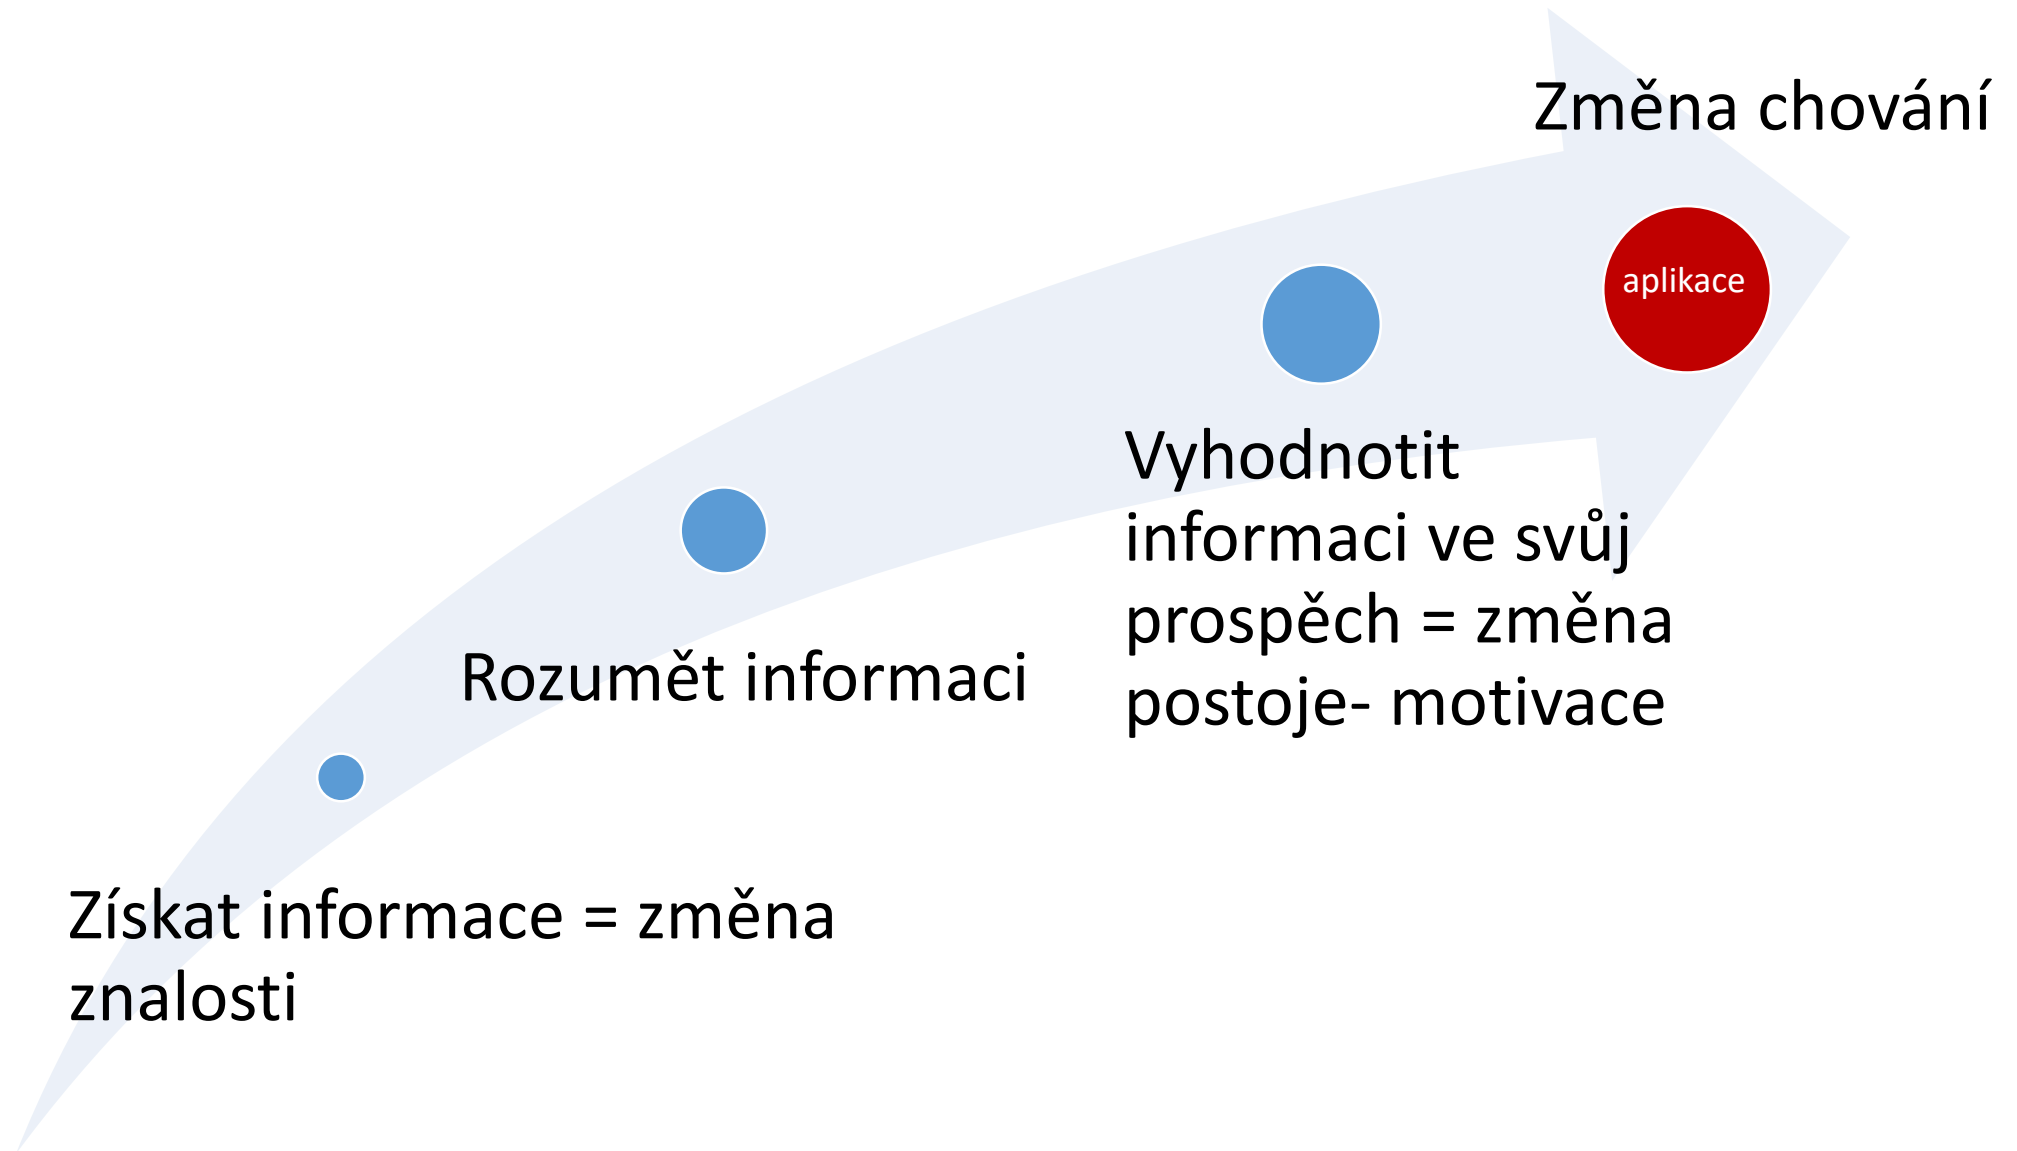 Změna chování
aplikace
Vyhodnotit
informaci ve svůj
prospěch = změna
postoje- motivace
Rozumět informaci
Získat informace = změna
znalosti